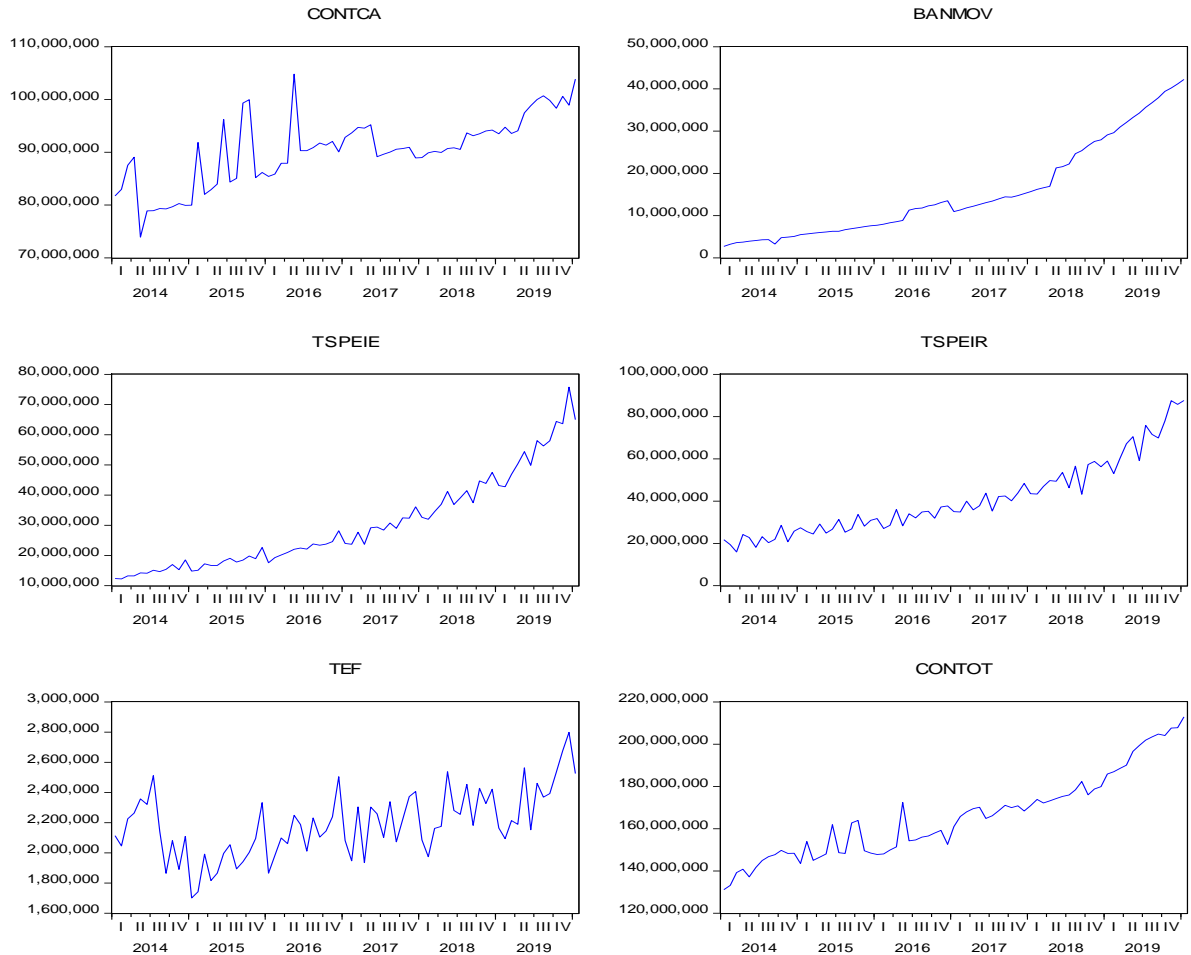 CONTCA
110,000,000
100,000,000
90,000,000
80,000,000
70,000,000
I II III IV I II III IV I II III IV I II III IV I II III IV I II III IV
2014 2015 2016 2017 2018 2019
BANMOV
50,000,000
40,000,000
30,000,000
20,000,000
10,000,000
0
I II III IV I II III IV I II III IV I II III IV I II III IV I II III IV
2014 2015 2016 2017 2018 2019
TSPEIE
80,000,000
70,000,000
60,000,000
50,000,000
40,000,000
30,000,000
20,000,000
10,000,000
I II III IV I II III IV I II III IV I II III IV I II III IV I II III IV
2014 2015 2016 2017 2018 2019
TSPEIR
100,000,000
80,000,000
60,000,000
40,000,000
20,000,000
0
I II III IV I II III IV I II III IV I II III IV I II III IV I II III IV
2014 2015 2016 2017 2018 2019
TEF
3,000,000
2,800,000
2,600,000
2,400,000
2,200,000
2,000,000
1,800,000
1,600,000
I II III IV I II III IV I II III IV I II III IV I II III IV I II III IV
2014 2015 2016 2017 2018 2019
CONTOT
220,000,000
200,000,000
180,000,000
160,000,000
140,000,000
120,000,000
I II III IV I II III IV I II III IV I II III IV I II III IV I II III IV
2014 2015 2016 2017 2018 2019